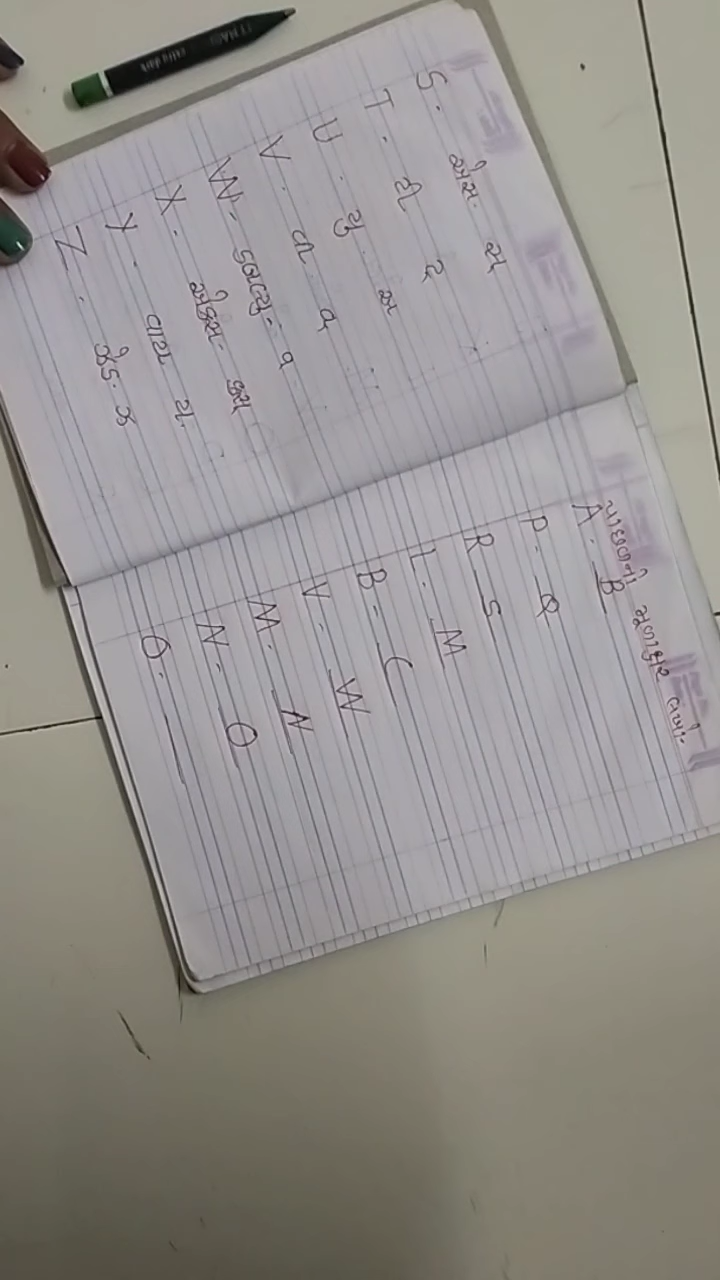 S. એસ. સ
T. ટી ટ
U. યુ. અ
V. વી વ
W. ડબલ્યુ. વ
X. એક્સ. ક્સ
Y. વાય ય.
Z. ઝેડ. ઝ
પાછળનો મૂળાક્ષર લખો.
A. B
P. Q
R S
L. M
B - C
V - W
M. N
N. O
O.